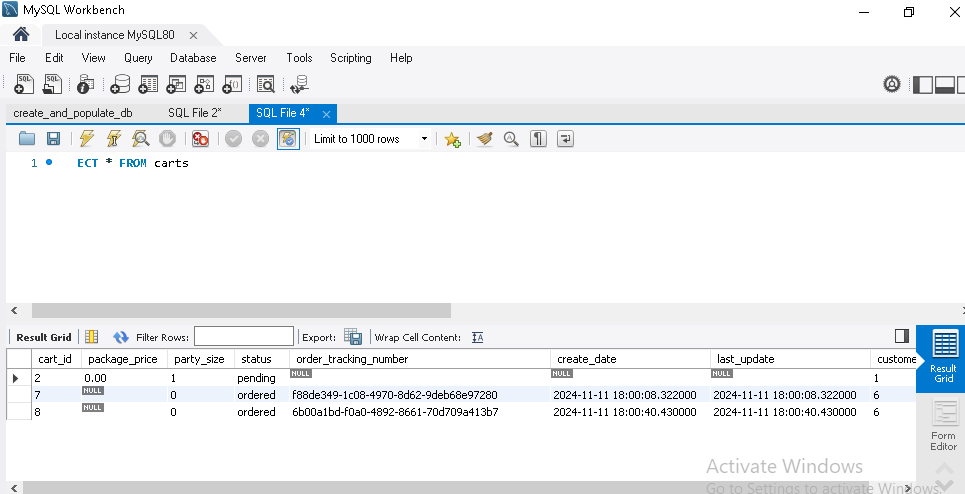 MySQL Workbench
Local instance MySQL80
File Edit View Query Database Server Tools Scripting Help
create_and_populate_db SQL File 2* SQL File 4*
Limit to 1000 rows
1 ECT * FROM carts
Result Grid Filter Rows: Export: Wrap Cell Content:
cart_id package_price party_size status order_tracking_number create_date last_update custome
2 0.00 1 pending NULL NULL NULL 1
7 NULL 0 ordered f88de349-1c08-4970-8d62-9deb68e97280 2024-11-11 18:00:08.322000 2024-11-11 18:00:08.322000 6
8 NULL 0 ordered 6b00a1bd-f0a0-4892-8661-70d709a413b7 2024-11-11 18:00:40.430000 2024-11-11 18:00:40.430000 6
Result
Grid
Form
Editor
Activate Windows
Go to Settings to activate Windows.